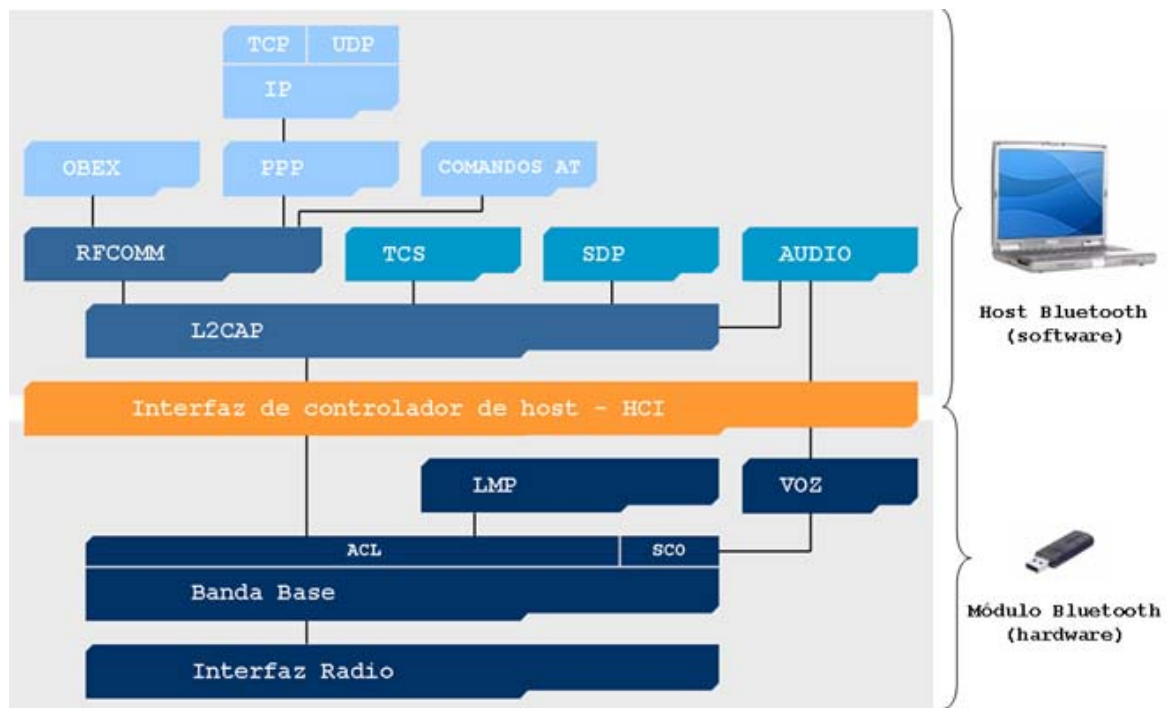 TCP UDP
IP
OBEX PPP COMANDOS AT
RFCOMM TCS SDP AUDIO
L2CAP
Interfaz de controlador de host - HCI
LMP VOZ
ACL SCO
Banda Base
Interfaz Radio
Host Bluetooth
(software)
Módulo Bluetooth
(hardware)